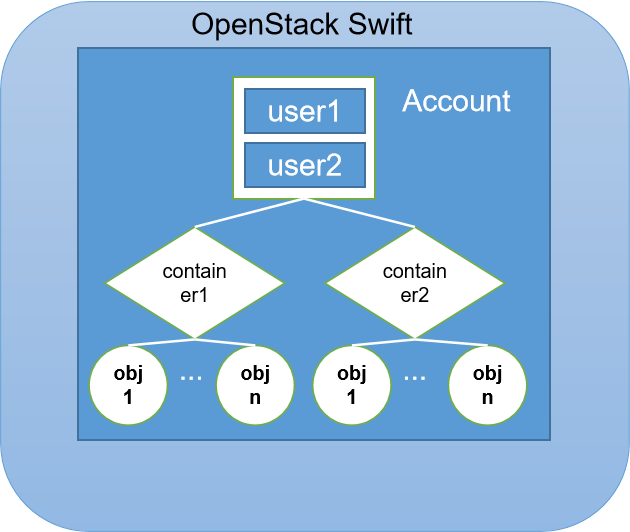 OpenStack Swift
Account
user1
user2
contain
er1
contain
er2
obj
1
...
obj
n
obj
1
...
obj
n